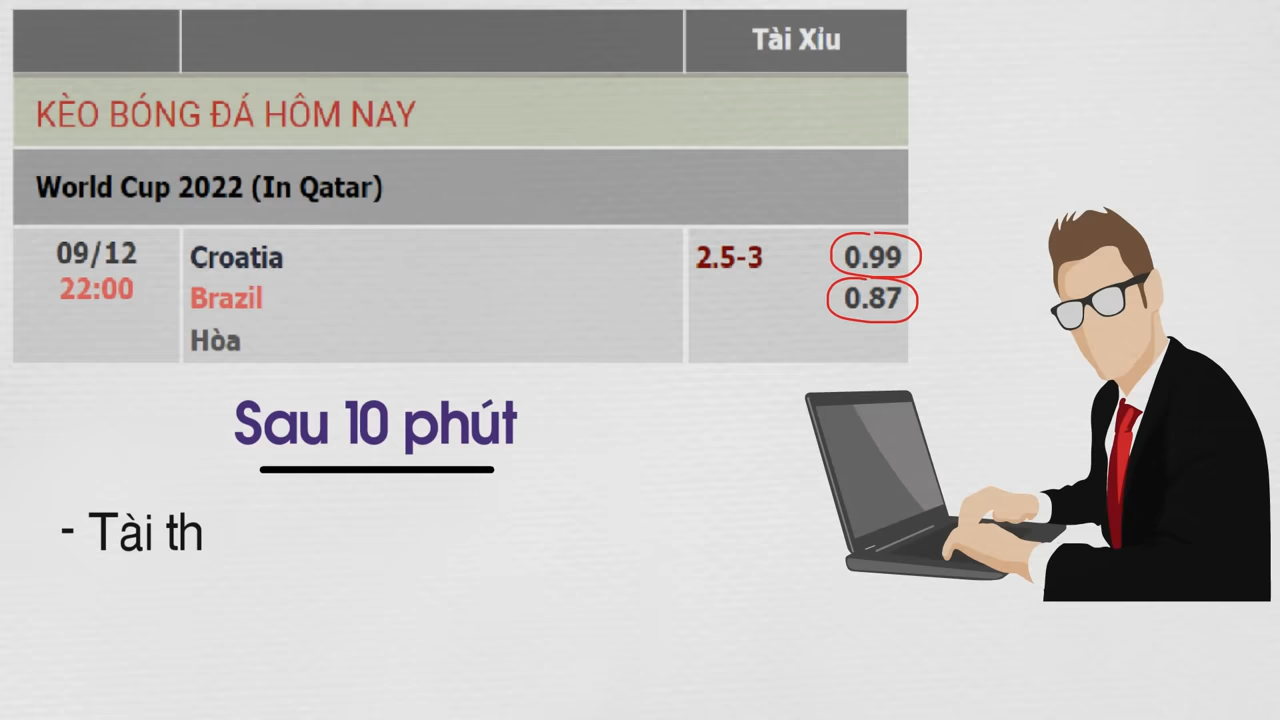 Tài Xỉu
KÈO BÓNG ĐÁ HÔM NAY
World Cup 2022 (In Qatar)
09/12 Croatia 2.5-3 0.99
22:00 Brazil 0.87
Hòa
Sau 10 phút
- Tài th